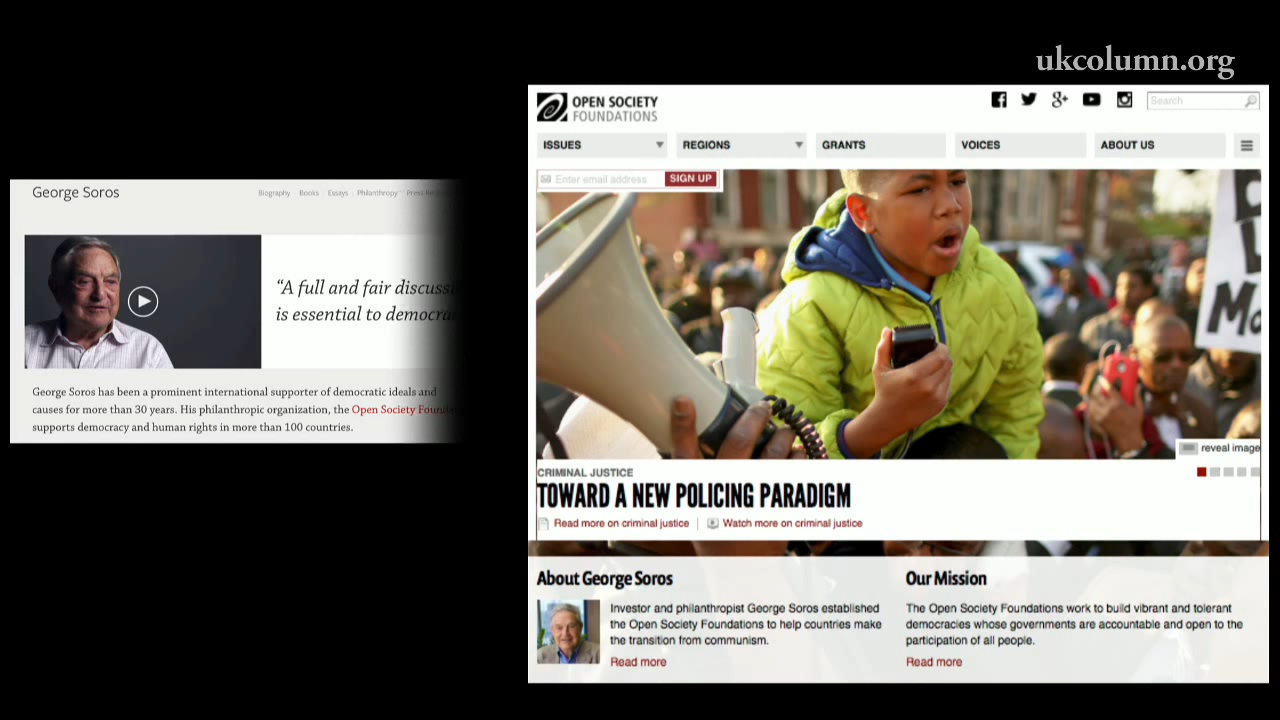 ukcolumn.org
George Soros
Biography Books Essays Philanthropy Press
"A full and fair discuss
is essential to democra
George Soros has been a prominent international supporter of democratic ideals and
causes for more than 30 years. His philanthropic organization, the Open Society Founda
supports democracy and human rights in more than 100 countries.
OPEN SOCIETY
FOUNDATIONS
Search
ISSUES REGIONS GRANTS VOICES ABOUT US
Enter email address SIGN UP
reveal image
CRIMINAL JUSTICE
TOWARD A NEW POLICING PARADIGM
Read more on criminal justice Watch more on criminal justice
About George Soros
Investor and philanthropist George Soros established
the Open Society Foundations to help countries make
the transition from communism.
Read more
Our Mission
The Open Society Foundations work to build vibrant and tolerant
democracies whose governments are accountable and open to the
participation of all people.
Read more